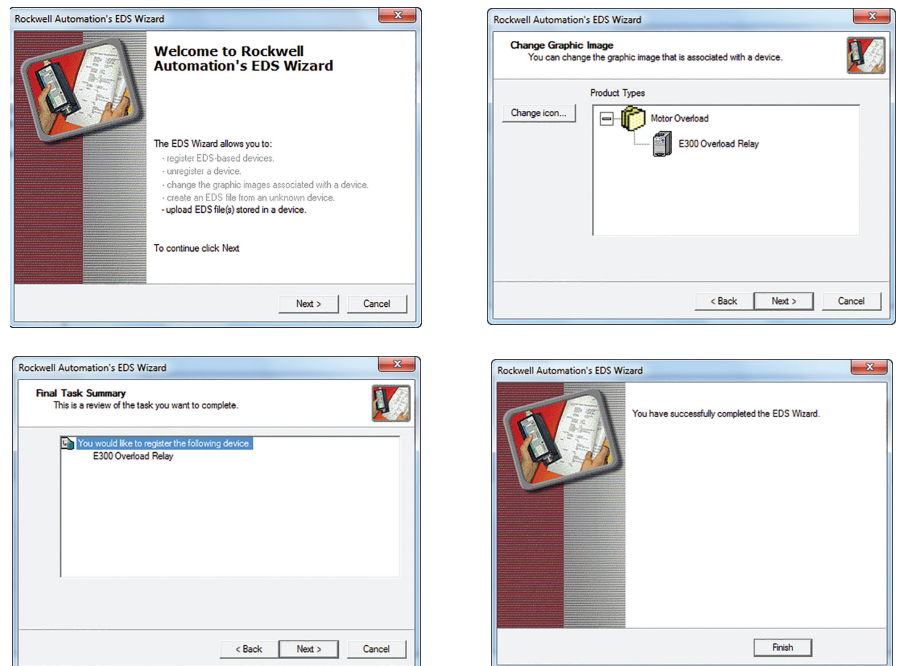 Rockwell Automation's EDS Wizard
Welcome to Rockwell
Automation's EDS Wizard
The EDS Wizard allows you to:
- register EDS-based devices.
- unregister a device.
- change the graphic images associated with a device.
- create an EDS file from an unknown device.
- upload EDS file(s) stored in a device.
To continue click Next
Next >
Cancel
Rockwell Automation's EDS Wizard
Change Graphic Image
You can change the graphic image that is associated with a device.
Product Types
Change icon...
Motor Overload
E300 Overload Relay
< Back
Next >
Cancel
Rockwell Automation's EDS Wizard
Final Task Summary
This is a review of the task you want to complete.
You would like to register the following device.
E300 Overload Relay
< Back
Next >
Cancel
Rockwell Automation's EDS Wizard
You have successfully completed the EDS Wizard.
Finish